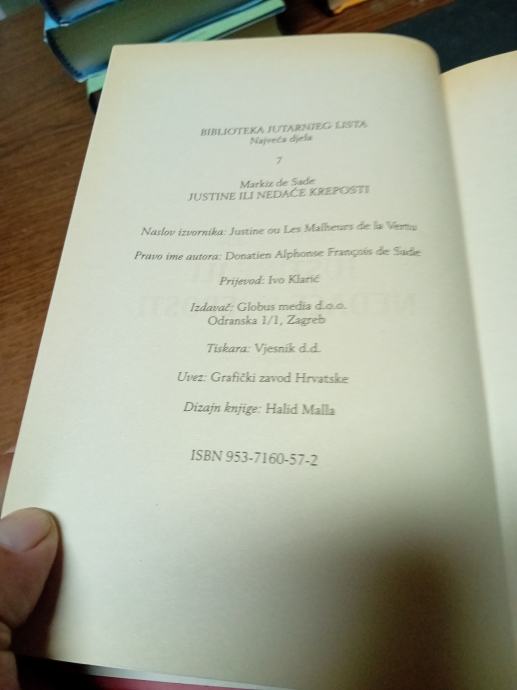 BIBLIOTEKA JUTARNJEG LISTA
Najveća djela
7
Markiz de Sade
JUSTINE ILI NEDAĆE KREPOSTI
Naslov izvornika: Justine ou Les Malheurs de la Vertu
Pravo ime autora: Donatien Alphonse François de Sade
Prijevod: Ivo Klarić
Izdavač: Globus media d.o.o.
Odranska 1/1, Zagreb
Tiskara: Vjesnik d.d.
Uvez: Grafički zavod Hrvatske
Dizajn knjige: Halid Malla
ISBN 953-7160-57-2